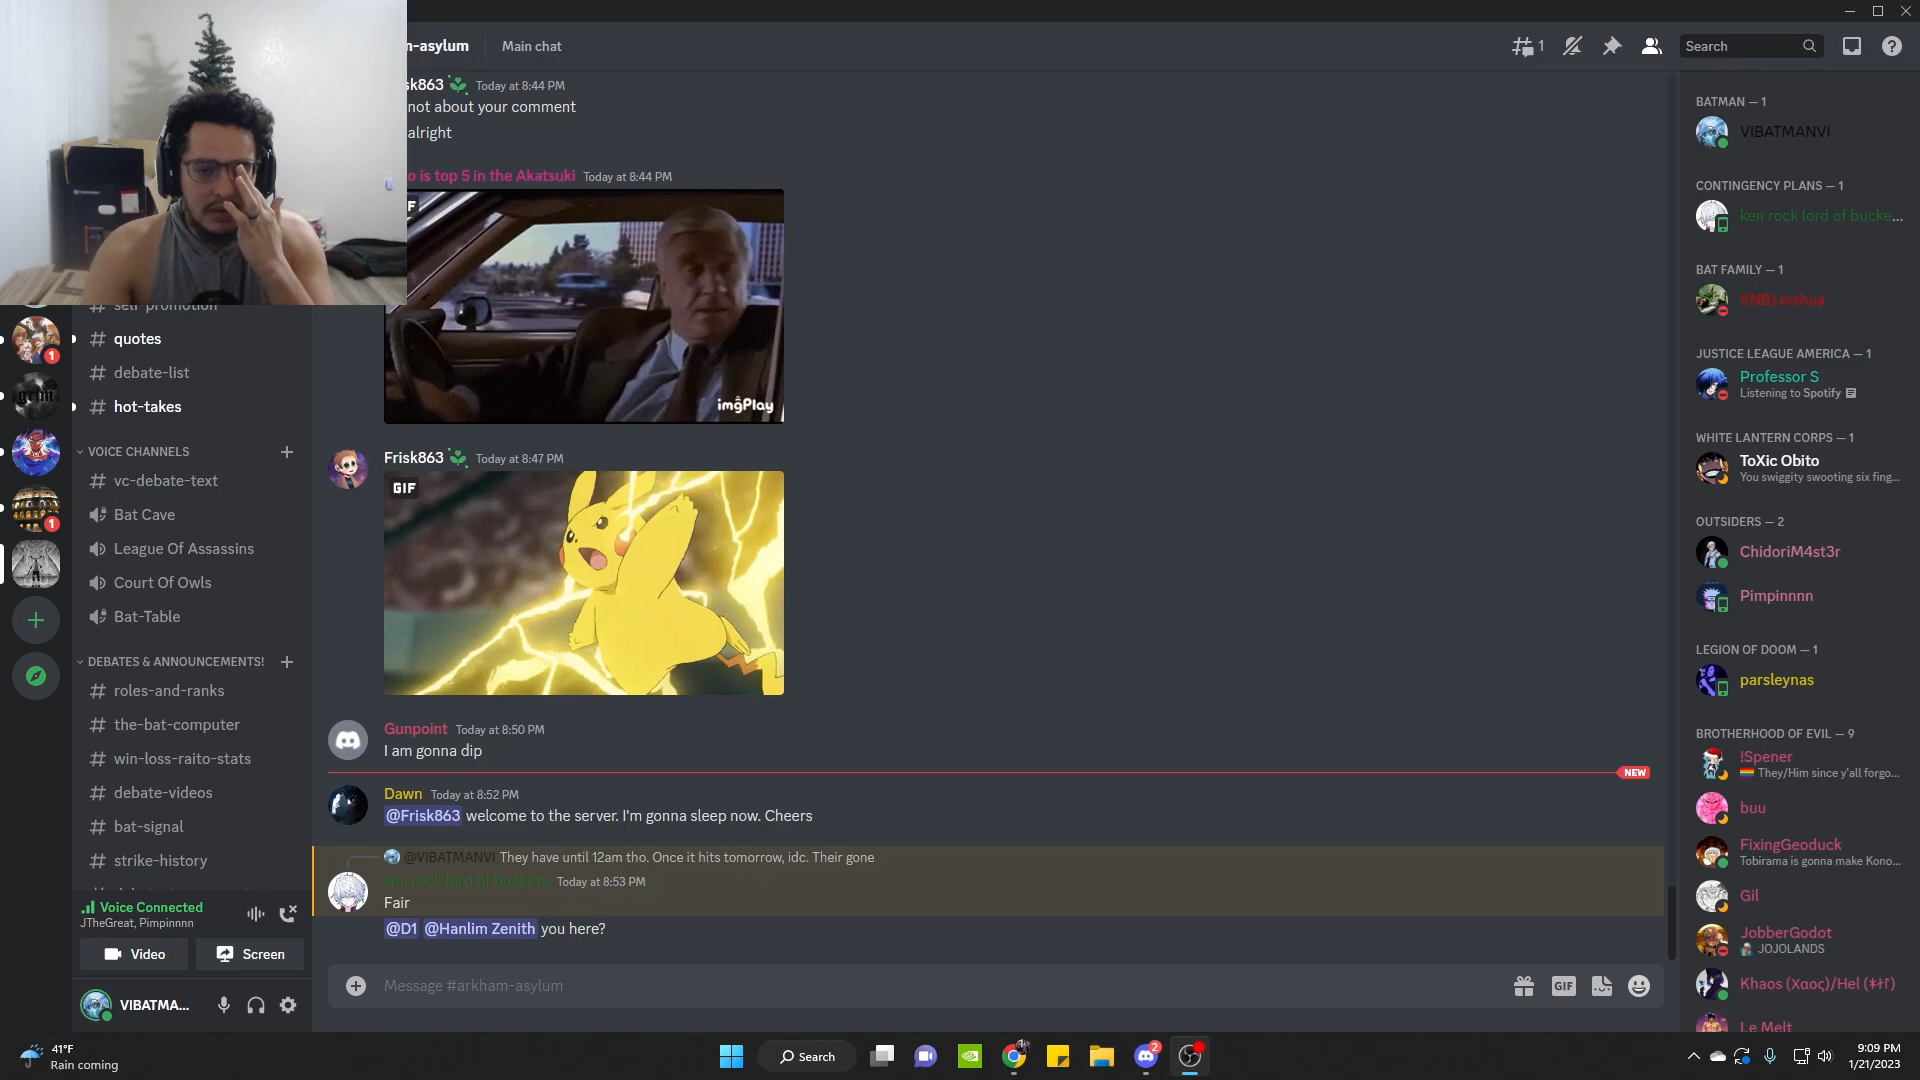 n-asylum
Main chat
1
Search
sk863 Today at 8:44 PM
not about your comment
alright
o is top 5 in the Akatsuki Today at 8:44 PM
F
imgPlay
Frisk863 Today at 8:47 PM
GIF
Gunpoint Today at 8:50 PM
I am gonna dip
NEW
Dawn Today at 8:52 PM
@Frisk863 welcome to the server. I'm gonna sleep now. Cheers
@VIBATMANVI They have until 12am tho. Once it hits tomorrow, idc. Their gone
ken rock lord of buckets Today at 8:53 PM
Fair
@D1 @Hanlim Zenith you here?
Message #arkham-asylum
GIF
self-promotion
quotes
debate-list
hot-takes
VOICE CHANNELS
vc-debate-text
Bat Cave
League Of Assassins
Court Of Owls
Bat-Table
DEBATES & ANNOUNCEMENTS!
roles-and-ranks
the-bat-computer
win-loss-raito-stats
debate-videos
bat-signal
strike-history
Voice Connected
JTheGreat, Pimpinnnn
Video
Screen
VIBATMA...
1
grim
1
BATMAN — 1
VIBATMANVI
CONTINGENCY PLANS — 1
ken rock lord of bucke...
BAT FAMILY — 1
!(NB)Joshua
JUSTICE LEAGUE AMERICA — 1
Professor S
Listening to Spotify
WHITE LANTERN CORPS — 1
ToXic Obito
You swiggity swooting six fing...
OUTSIDERS — 2
ChidoriM4st3r
Pimpinnnn
LEGION OF DOOM — 1
parsleynas
BROTHERHOOD OF EVIL — 9
!Spener
They/Him since y'all forgo...
buu
FixingGeoduck
Tobirama is gonna make Kono...
Gil
JobberGodot
JOJOLANDS
Khaos (Χαος)/Hel
Le Melt
41°F
Rain coming
Search
2
9:09 PM
1/21/2023